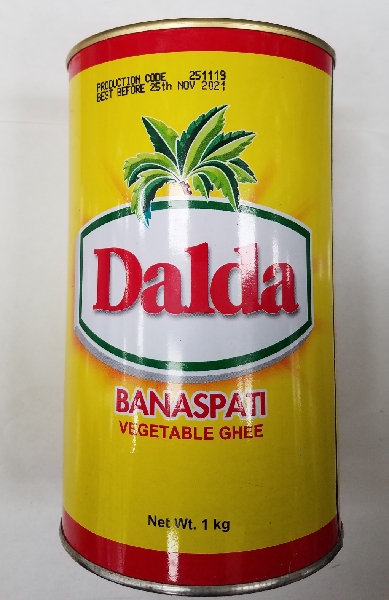 PRODUCTION CODE 251119
BEST BEFORE 25th NOV 2021
Dalda
BANASPATI
VEGETABLE GHEE
Net Wt. 1 kg